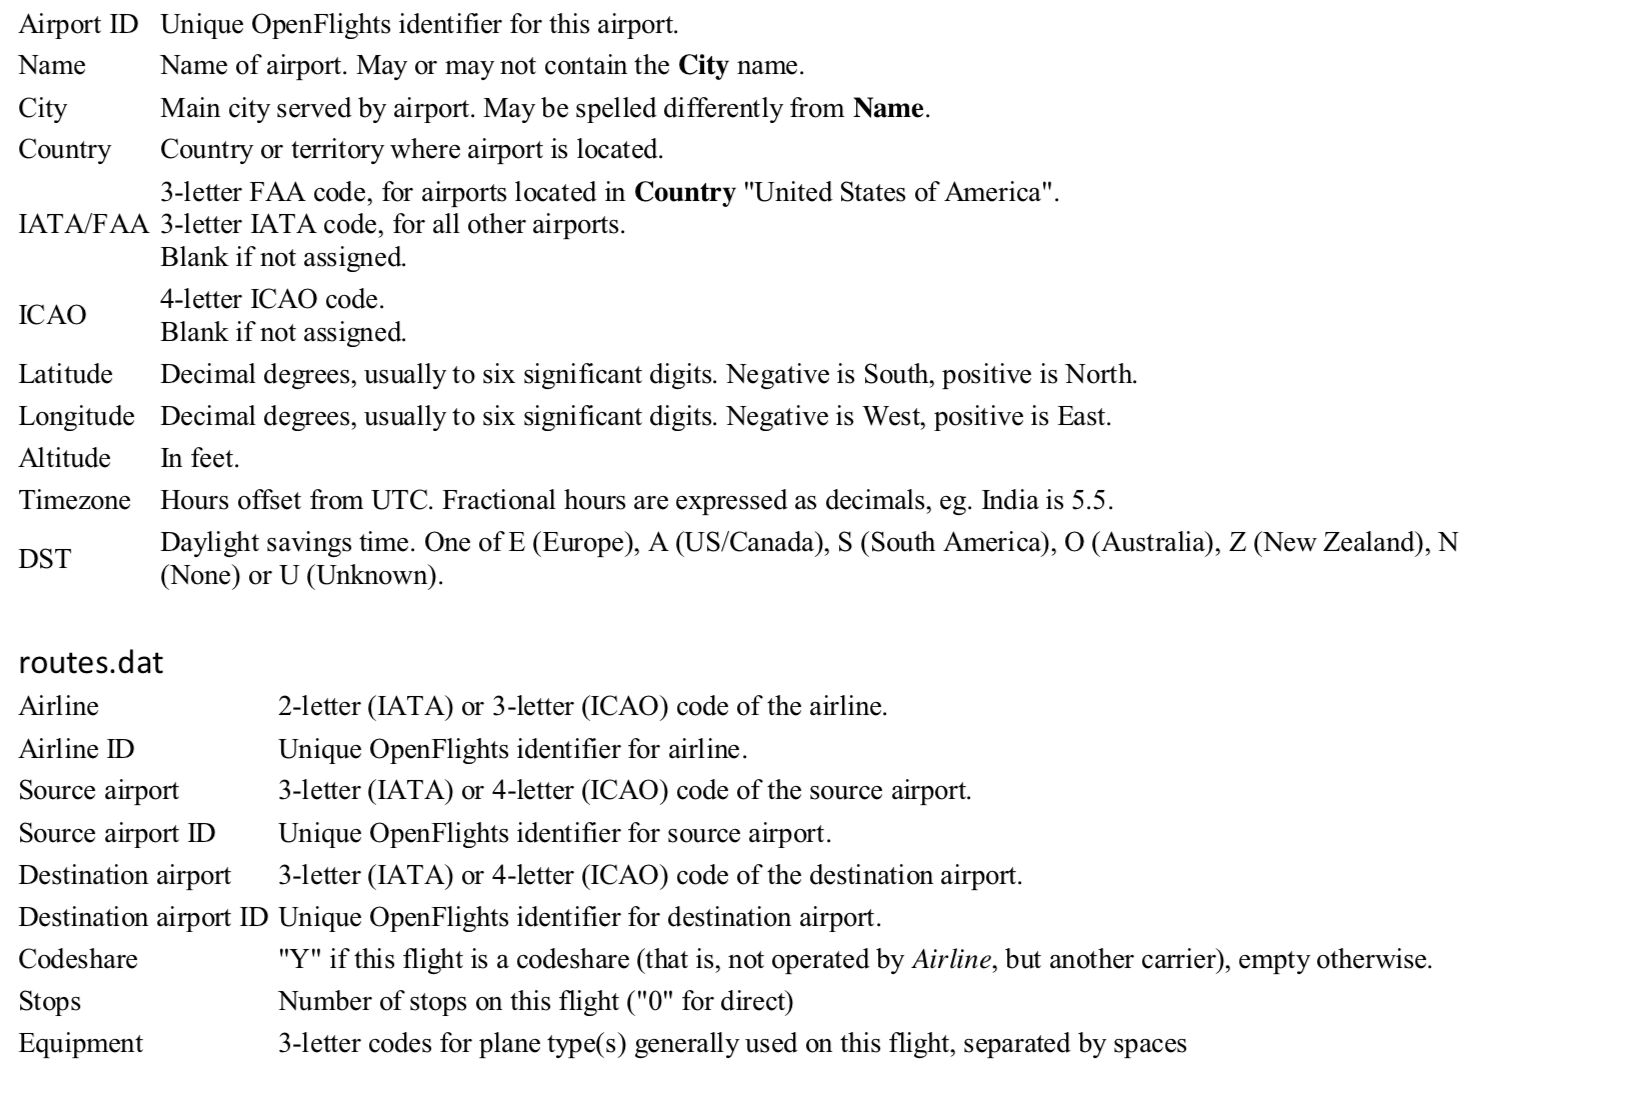 Airport ID Unique OpenFlights identifier for this airport.
Name Name of airport. May or may not contain the City name.
City Main city served by airport. May be spelled differently from Name.
Country Country or territory where airport is located.
3-letter FAA code, for airports located in Country "United States of America".
IATA/FAA 3-letter IATA code, for all other airports.
Blank if not assigned.
ICAO 4-letter ICAO code.
Blank if not assigned.
Latitude Decimal degrees, usually to six significant digits. Negative is South, positive is North.
Longitude Decimal degrees, usually to six significant digits. Negative is West, positive is East.
Altitude In feet.
Timezone Hours offset from UTC. Fractional hours are expressed as decimals, eg. India is 5.5.
DST Daylight savings time. One of E (Europe), A (US/Canada), S (South America), O (Australia), Z (New Zealand), N
(None) or U (Unknown).
routes.dat
Airline 2-letter (IATA) or 3-letter (ICAO) code of the airline.
Airline ID Unique OpenFlights identifier for airline.
Source airport 3-letter (IATA) or 4-letter (ICAO) code of the source airport.
Source airport ID Unique OpenFlights identifier for source airport.
Destination airport 3-letter (IATA) or 4-letter (ICAO) code of the destination airport.
Destination airport ID Unique OpenFlights identifier for destination airport.
Codeshare "Y" if this flight is a codeshare (that is, not operated by Airline, but another carrier), empty otherwise.
Stops Number of stops on this flight ("0" for direct)
Equipment 3-letter codes for plane type(s) generally used on this flight, separated by spaces